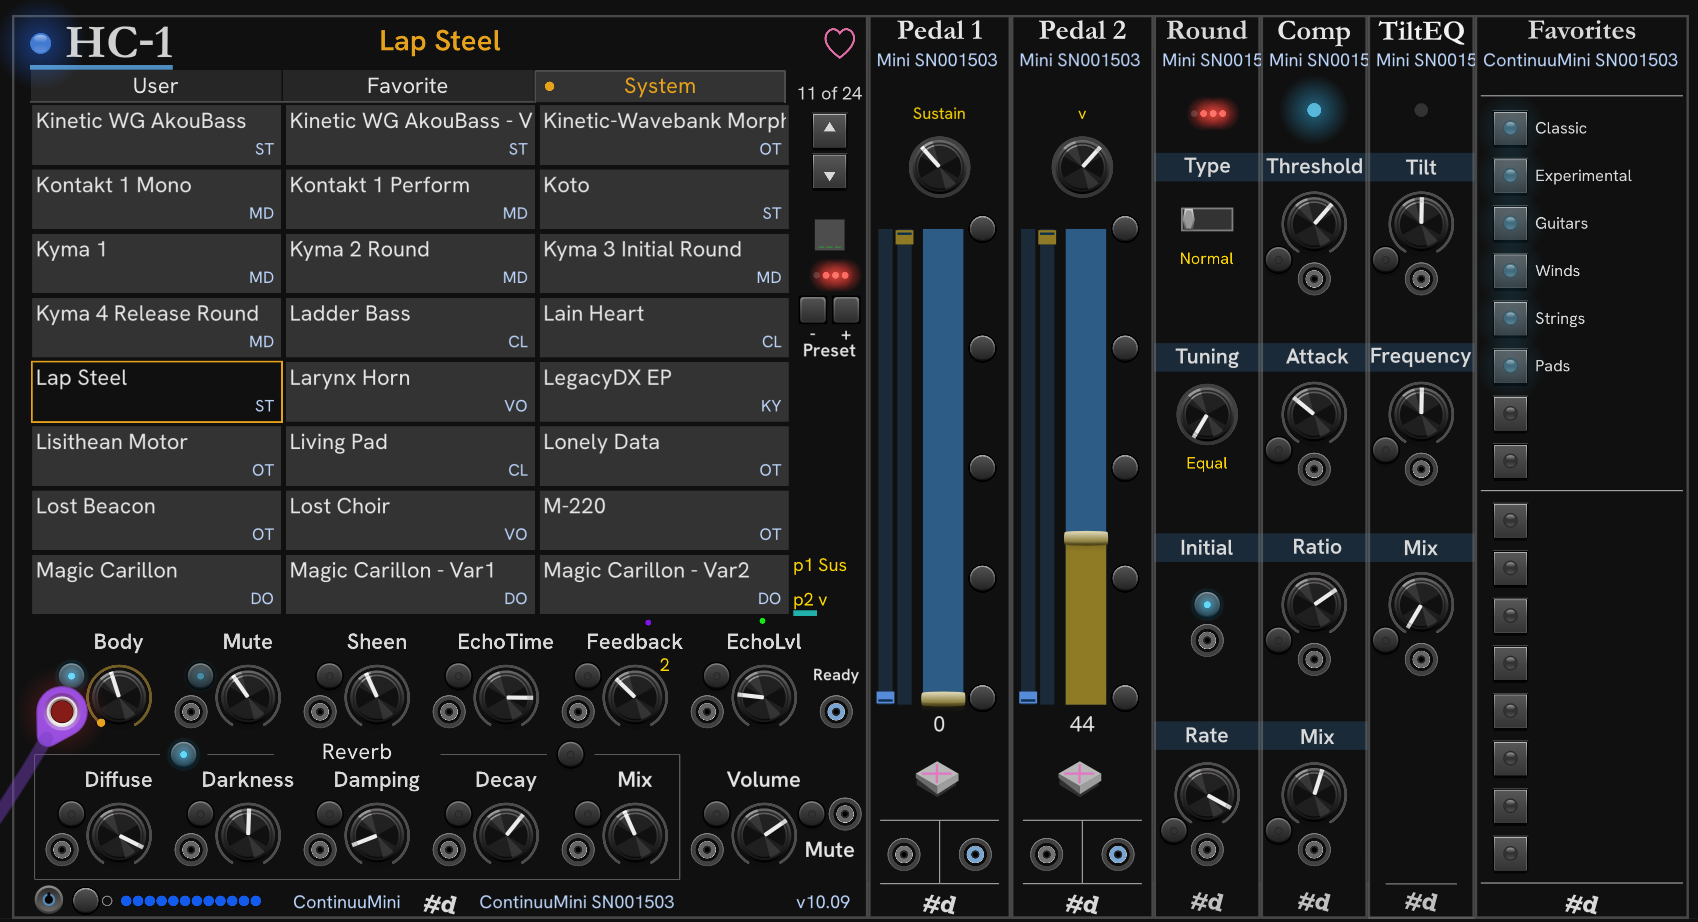 HC-1
Lap Steel
User
Favorite
System
11 of 24
Kinetic WG AkouBass
ST
Kinetic WG AkouBass - V
ST
Kinetic-Wavebank Morph
OT
Kontakt 1 Mono
MD
Kontakt 1 Perform
MD
Koto
ST
Kyma 1
MD
Kyma 2 Round
MD
Kyma 3 Initial Round
MD
Kyma 4 Release Round
MD
Ladder Bass
CL
Lain Heart
CL
Lap Steel
ST
Larynx Horn
VO
LegacyDX EP
KY
Lisithean Motor
OT
Living Pad
CL
Lonely Data
OT
Lost Beacon
OT
Lost Choir
VO
M-220
OT
Magic Carillon
DO
Magic Carillon - Var1
DO
Magic Carillon - Var2
DO
- +
Preset
p1 Sus
p2 v
Body
Mute
Sheen
EchoTime
Feedback
2
EchoLvl
Ready
Reverb
Diffuse
Darkness
Damping
Decay
Mix
Volume
Mute
ContinuuMini
#d
ContinuuMini SN001503
v10.09
Pedal 1
Mini SN001503
Sustain
0
#d
Pedal 2
Mini SN001503
v
44
#d
Round
Mini SN0015
Type
Normal
Tuning
Equal
Initial
Rate
#d
Comp
Mini SN0015
Threshold
Attack
Ratio
Mix
#d
TiltEQ
Mini SN0015
Tilt
Frequency
Mix
#d
Favorites
ContinuuMini SN001503
Classic
Experimental
Guitars
Winds
Strings
Pads
#d